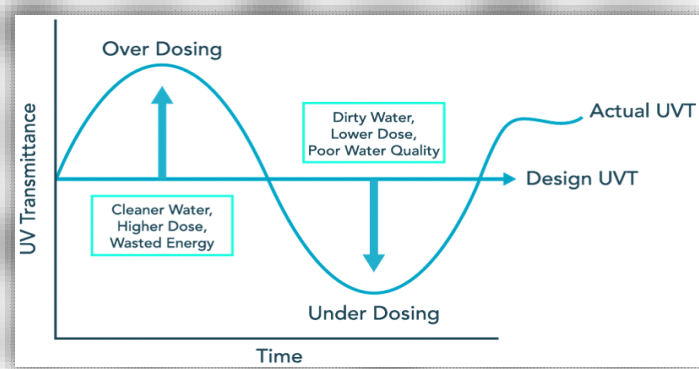 Over Dosing
Actual UVT
Dirty Water,
Lower Dose,
Poor Water Quality
Design UVT
Cleaner Water,
Higher Dose,
Wasted Energy
UV Transmittance
Under Dosing
Time